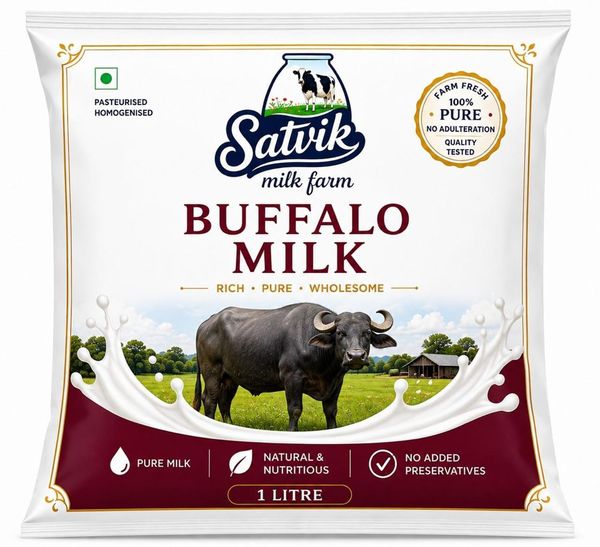 PASTEURISED
HOMOGENISED
Satvik
milk farm
FARM FRESH
100%
PURE
NO ADULTERATION
QUALITY
TESTED
BUFFALO
MILK
RICH • PURE • WHOLESOME
PURE MILK
NATURAL &
NUTRITIOUS
NO ADDED
PRESERVATIVES
1 LITRE